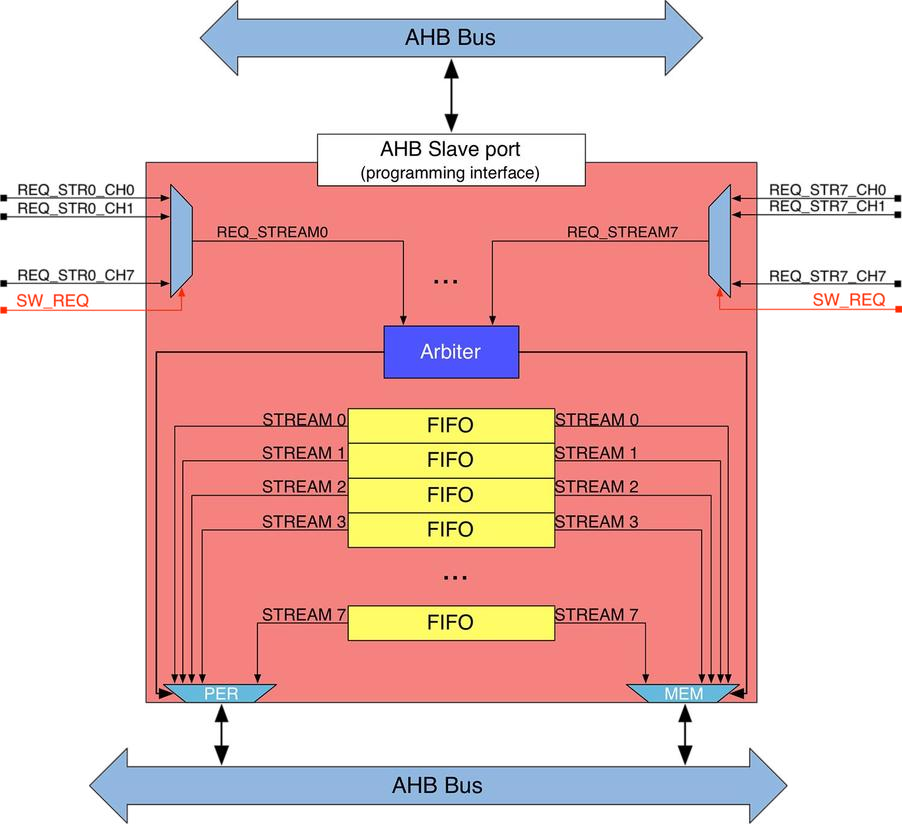 AHB Bus
AHB Slave port
(programming interface)
REQ_STR0_CH0
REQ_STR7_CH0
REQ_STR0_CH1
REQ_STR7_CH1
REQ_STREAM0
REQ_STREAM7
REQ_STR0_CH7
...
REQ_STR7_CH7
SW_REQ
SW_REQ
Arbiter
STREAM 0
FIFO
STREAM 0
STREAM 1
FIFO
STREAM 1
STREAM 2
FIFO
STREAM 2
STREAM 3
FIFO
STREAM 3
...
STREAM 7
FIFO
STREAM 7
PER
MEM
AHB Bus